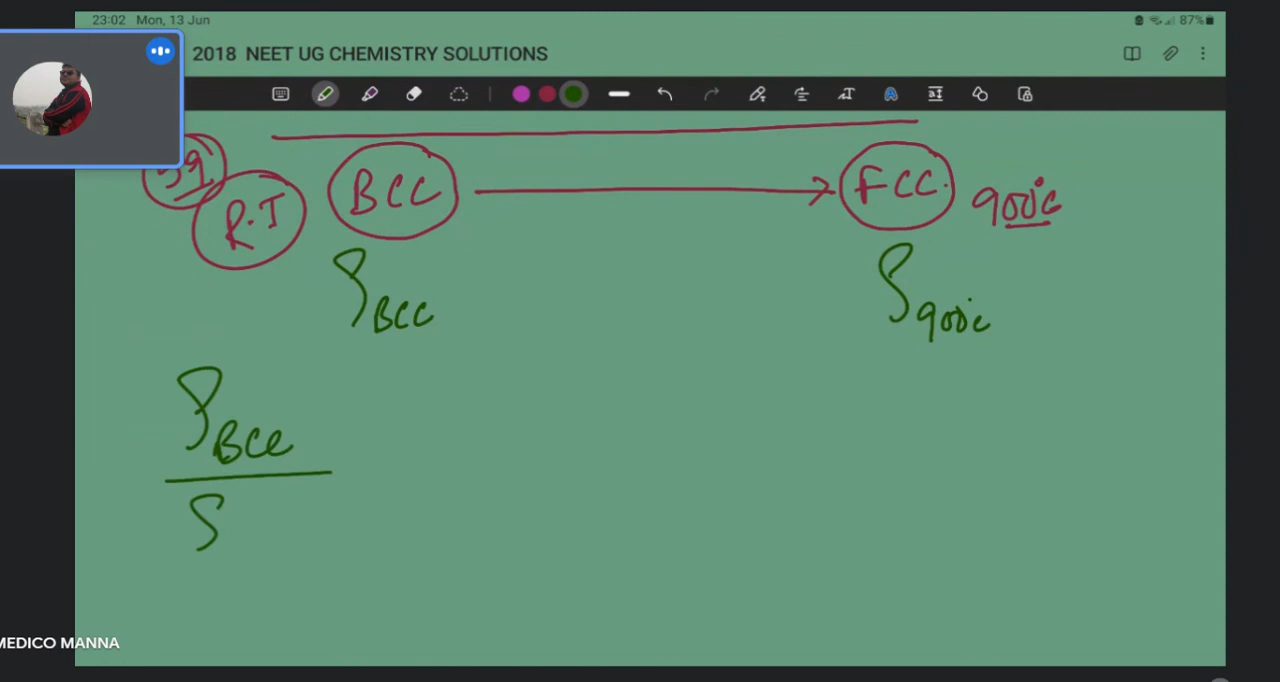 23:02 Mon, 13 Jun 87%
2018 NEET UG CHEMISTRY SOLUTIONS
59
R.T BCC FCC. 900°C
ρBCC ρ900°C
ρBCC
ρ
MEDICO MANNA